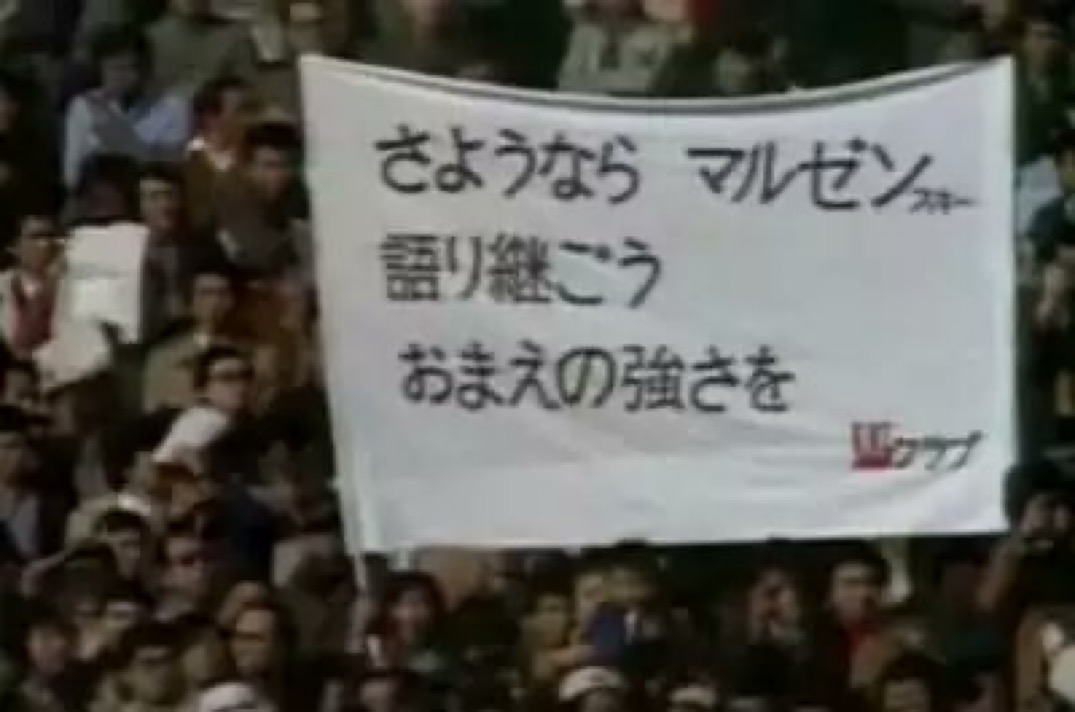 さようなら マルゼンスキー
語り継ごう
おまえの強さを
クラブ